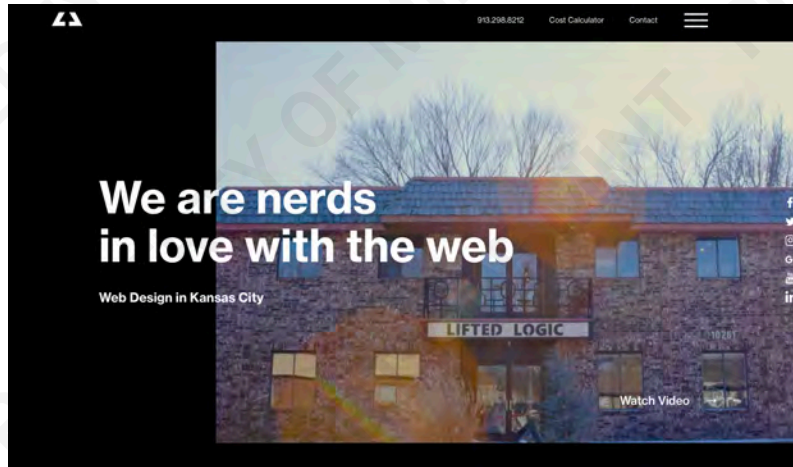 913.298.8212 Cost Calculator Contact
We are nerds
in love with the web
Web Design in Kansas City
LIFTED LOGIC
Watch Video